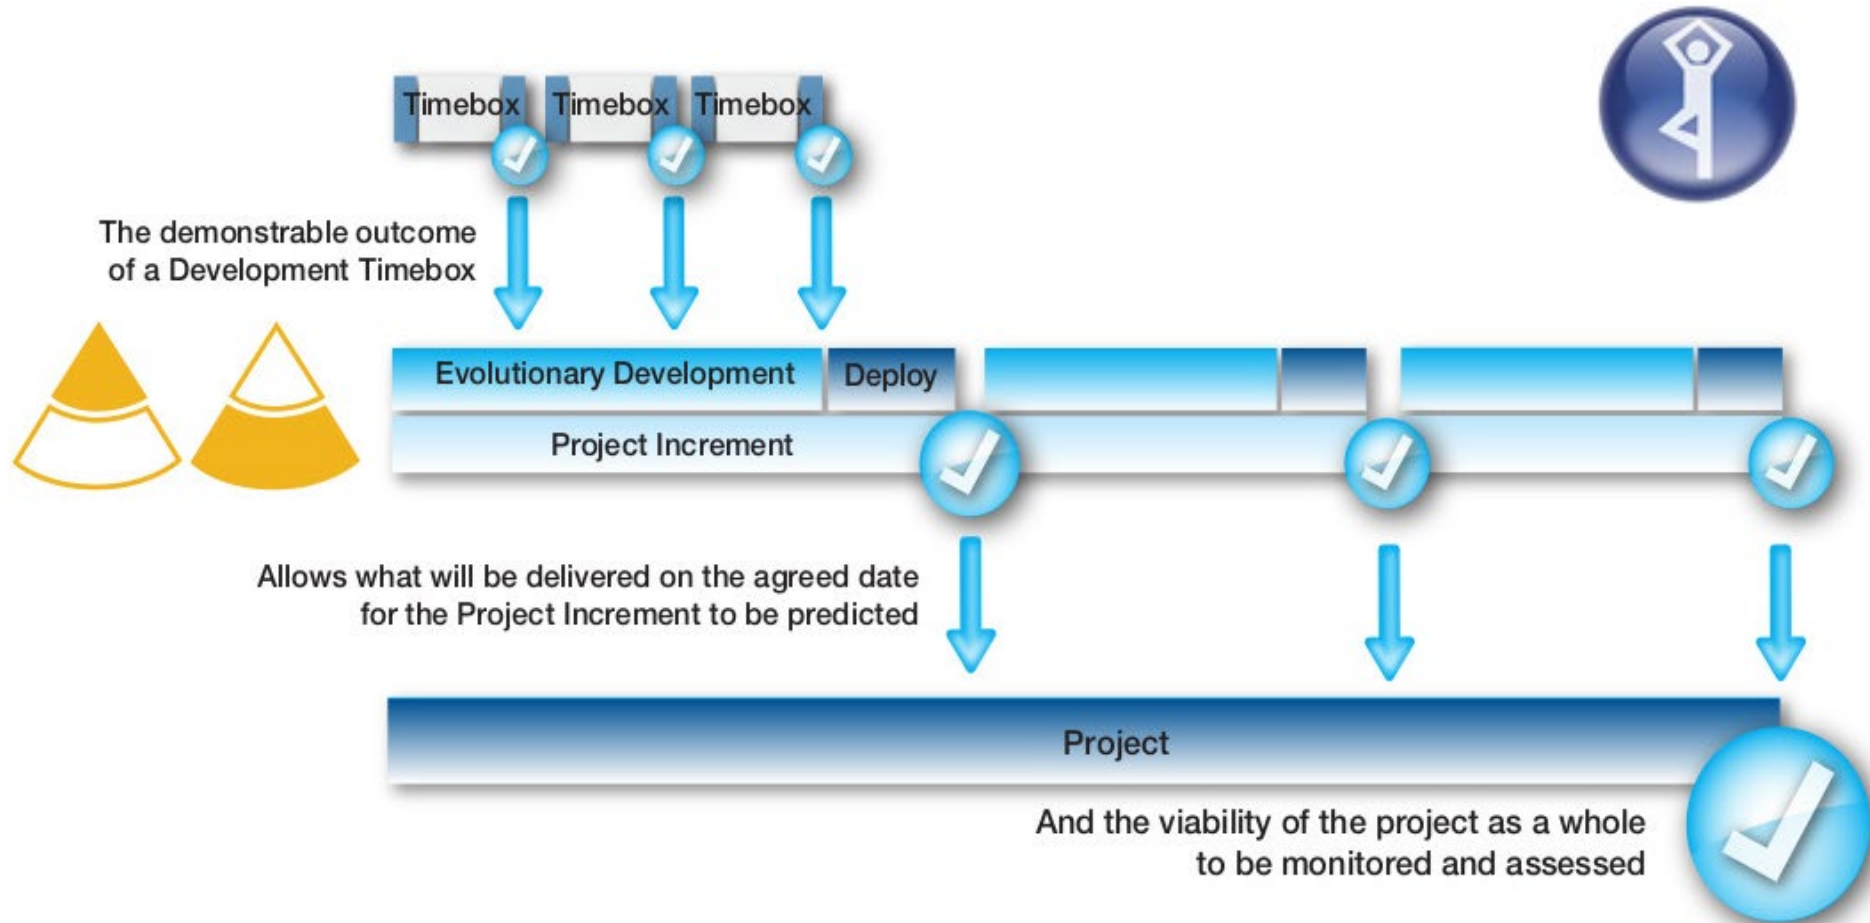 Timebox Timebox Timebox
The demonstrable outcome
of a Development Timebox
Evolutionary Development Deploy
Project Increment
Allows what will be delivered on the agreed date
for the Project Increment to be predicted
Project
And the viability of the project as a whole
to be monitored and assessed